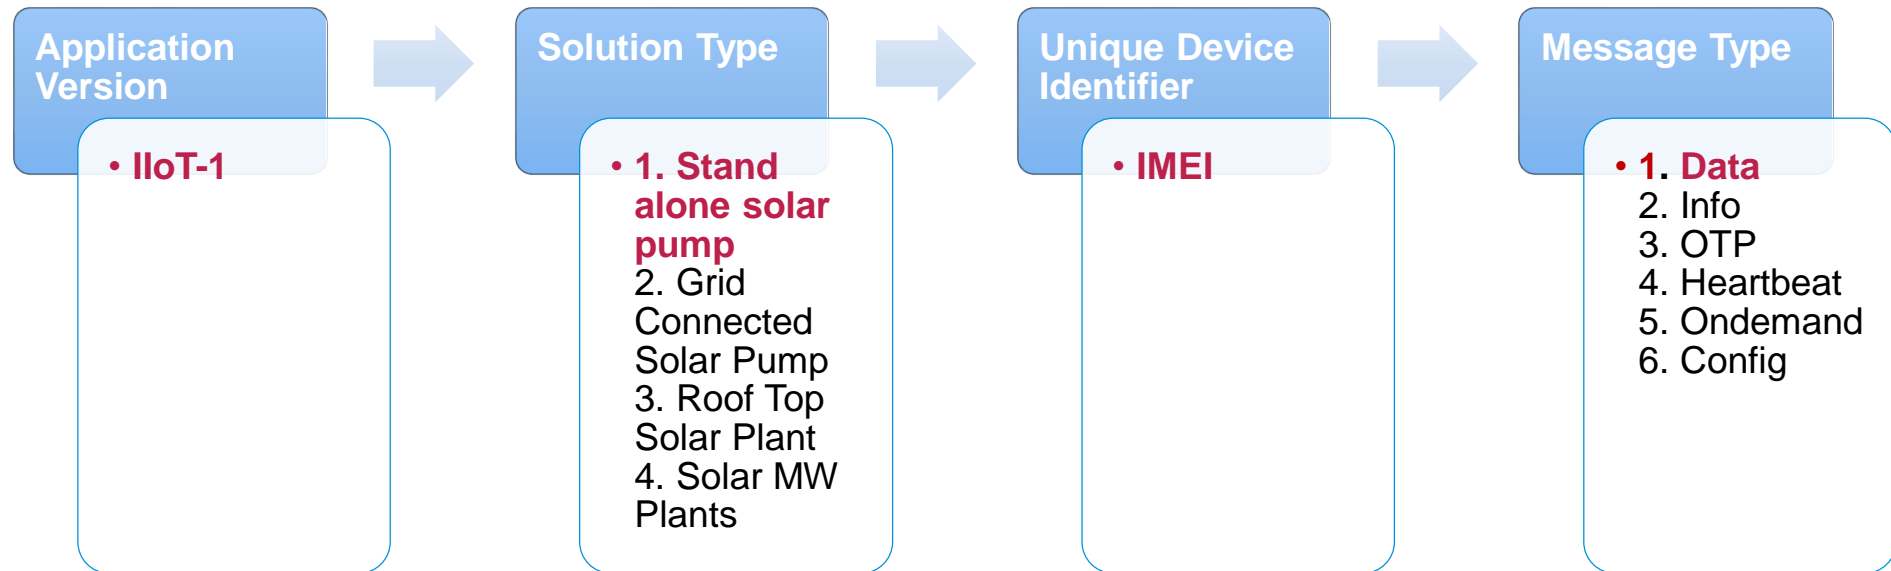 Application
Version
• IIoT-1
Solution Type
• 1. Stand
alone solar
pump
2. Grid
Connected
Solar Pump
3. Roof Top
Solar Plant
4. Solar MW
Plants
Unique Device
Identifier
• IMEI
Message Type
• 1. Data
2. Info
3. OTP
4. Heartbeat
5. Ondemand
6. Config